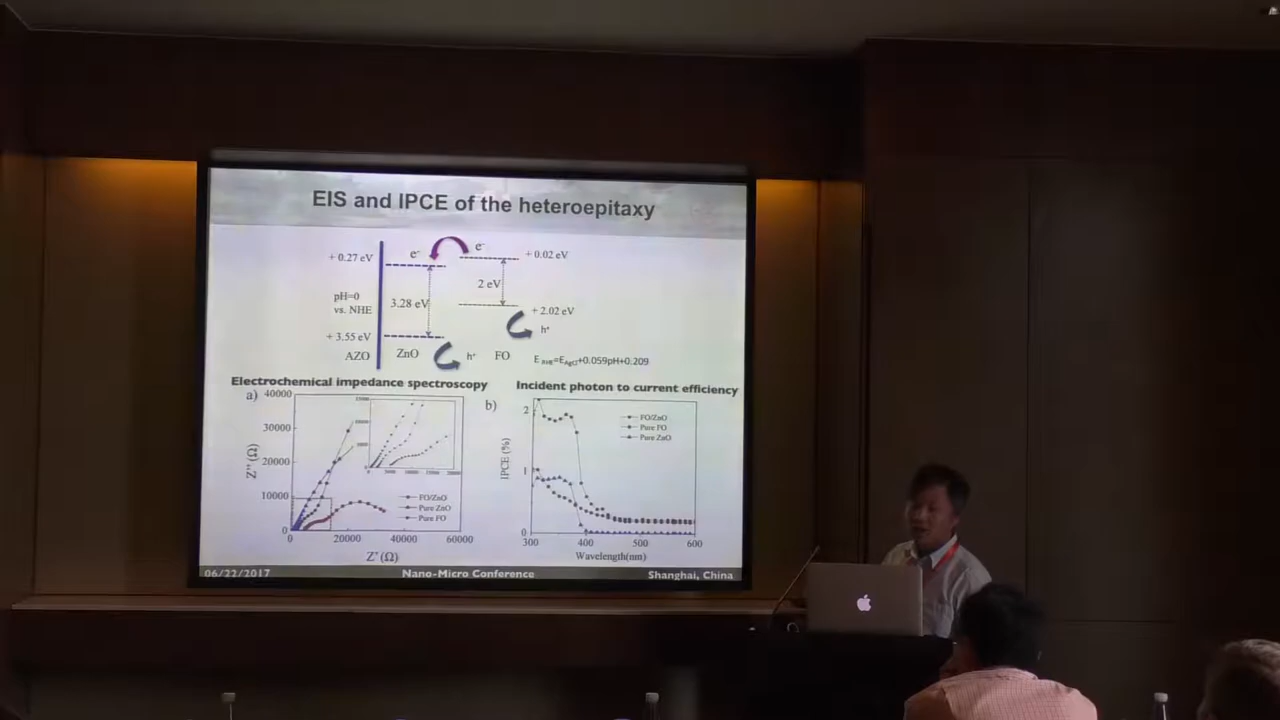 EIS and IPCE of the heteroepitaxy
e⁻
e⁻
+ 0.27 eV
+ 0.02 eV
2 eV
pH=0
vs. NHE
3.28 eV
+ 2.02 eV
h⁺
+ 3.55 eV
AZO
ZnO
h⁺
FO
Electrochemical impedance spectroscopy
Incident photon to current efficiency
a)
40000
30000
20000
10000
0
Z'' (Ω)
FO/ZnO
Pure ZnO
Pure FO
0
20000
40000
60000
Z' (Ω)
b)
2
1
0
IPCE (%)
FO/ZnO
Pure FO
Pure ZnO
300
400
500
600
Wavelength(nm)
06/22/2017
Nano-Micro Conference
Shanghai, China